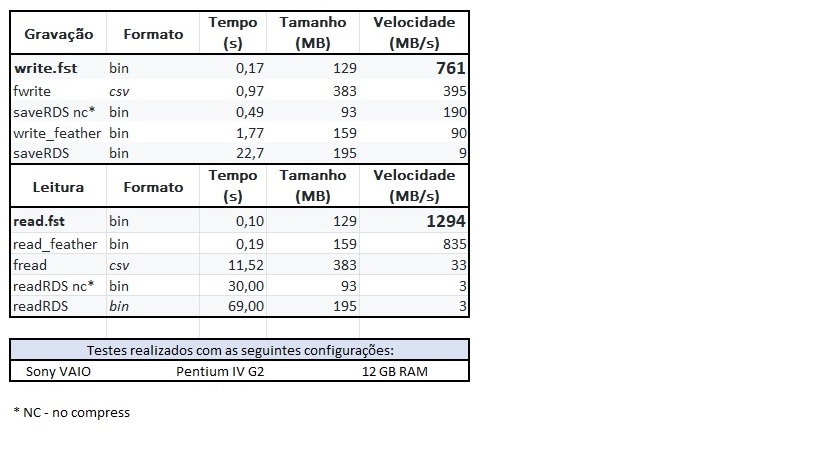 Gravação Formato Tempo (s) Tamanho (MB) Velocidade (MB/s)
write.fst bin 0,17 129 761
fwrite csv 0,97 383 395
saveRDS nc* bin 0,49 93 190
write_feather bin 1,77 159 90
saveRDS bin 22,7 195 9
Leitura Formato Tempo (s) Tamanho (MB) Velocidade (MB/s)
read.fst bin 0,10 129 1294
read_feather bin 0,19 159 835
fread csv 11,52 383 33
readRDS nc* bin 30,00 93 3
readRDS bin 69,00 195 3
Testes realizados com as seguintes configurações:
Sony VAIO Pentium IV G2 12 GB RAM
* NC - no compress